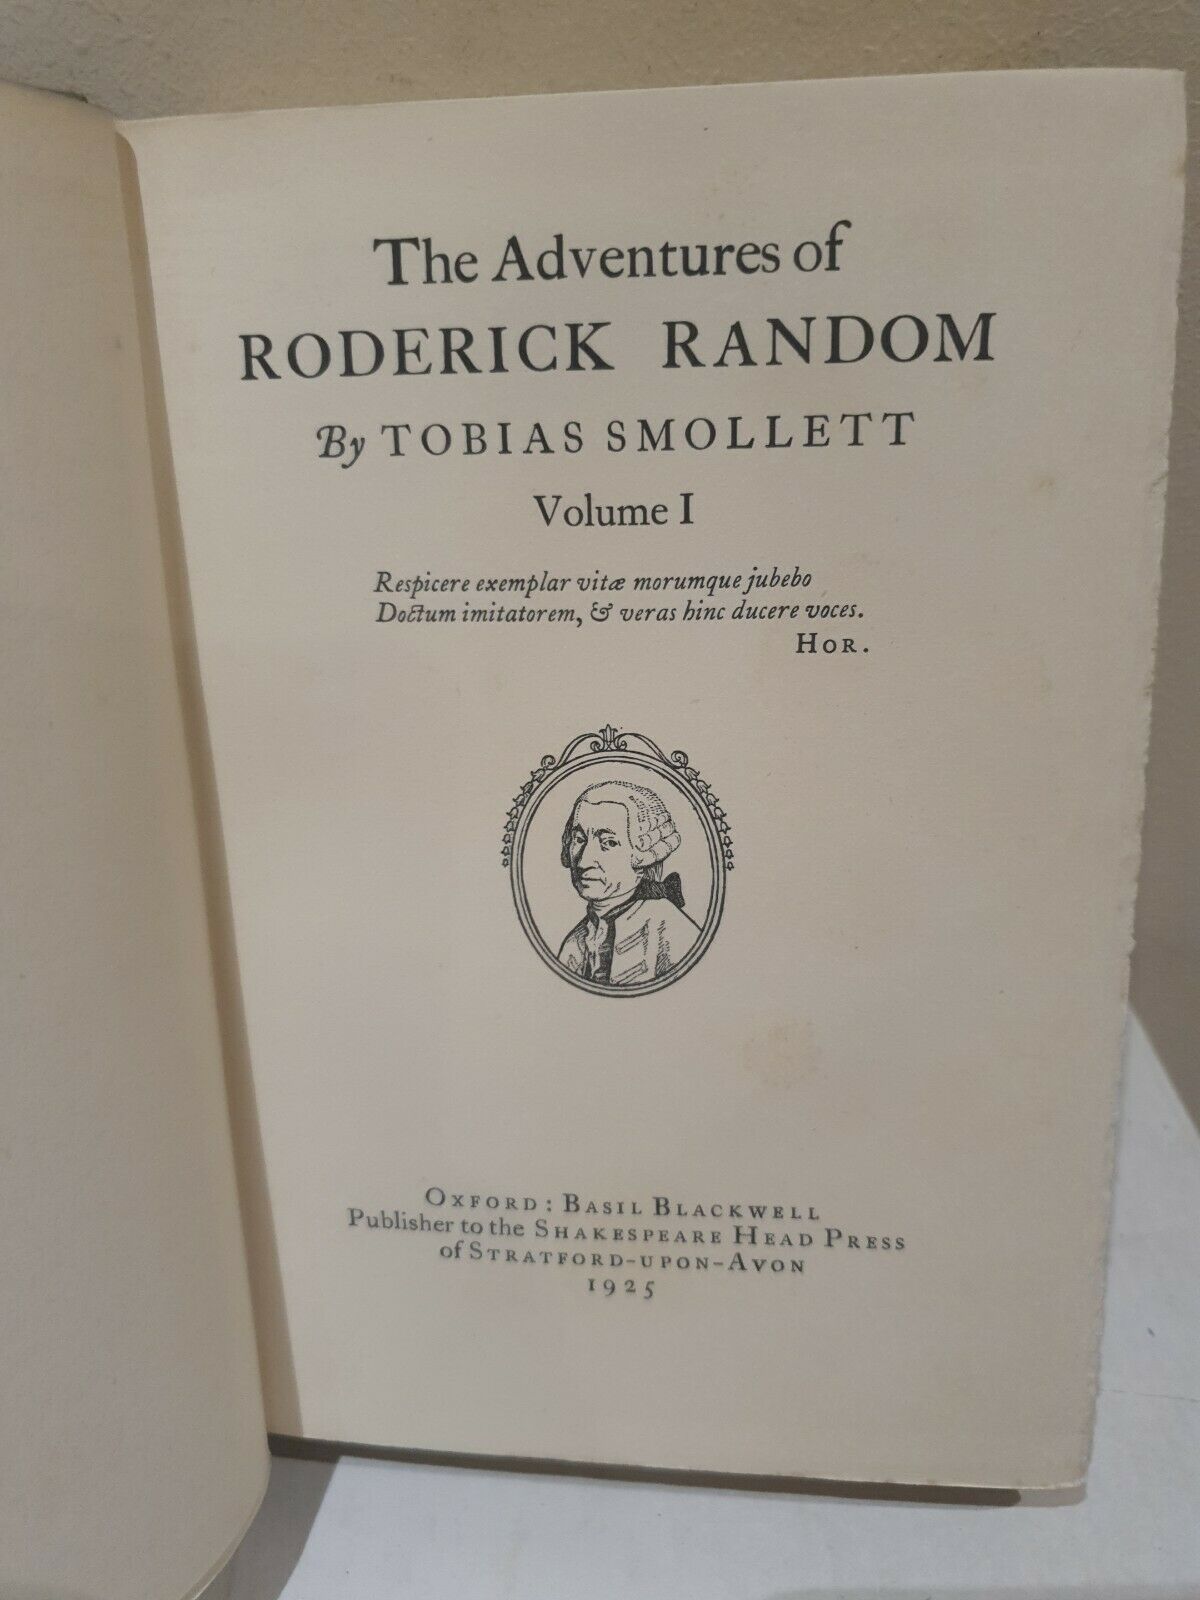 The Adventures of
RODERICK RANDOM
By TOBIAS SMOLLETT
Volume I
Respicere exemplar vitæ morumque jubebo
Doctum imitatorem, & veras hinc ducere voces.
HOR.
OXFORD: BASIL BLACKWELL
Publisher to the SHAKESPEARE HEAD PRESS
of STRATFORD-UPON-AVON
1925